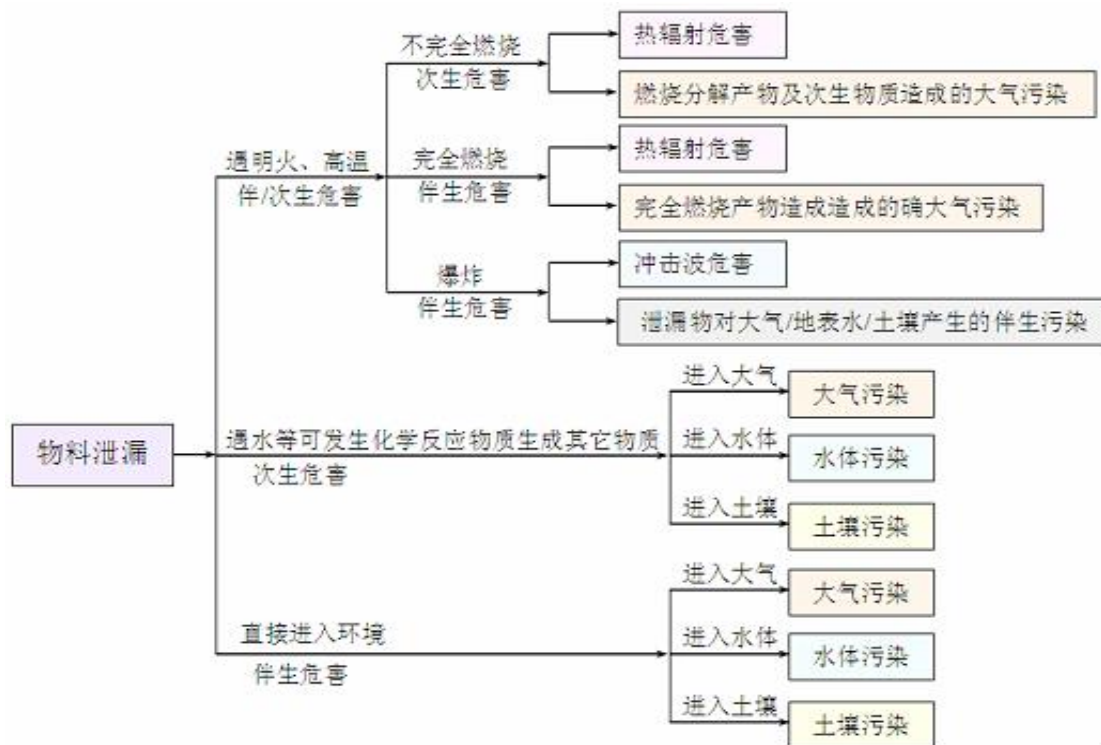 不完全燃烧
次生危害
热辐射危害
燃烧分解产物及次生物质造成的大气污染
遇明火、高温
伴/次生危害
完全燃烧
伴生危害
热辐射危害
完全燃烧产物造成造成的确大气污染
爆炸
伴生危害
冲击波危害
泄漏物对大气/地表水/土壤产生的伴生污染
物料泄漏
遇水等可发生化学反应物质生成其它物质
次生危害
进入大气
大气污染
进入水体
水体污染
进入土壤
土壤污染
直接进入环境
伴生危害
进入大气
大气污染
进入水体
水体污染
进入土壤
土壤污染